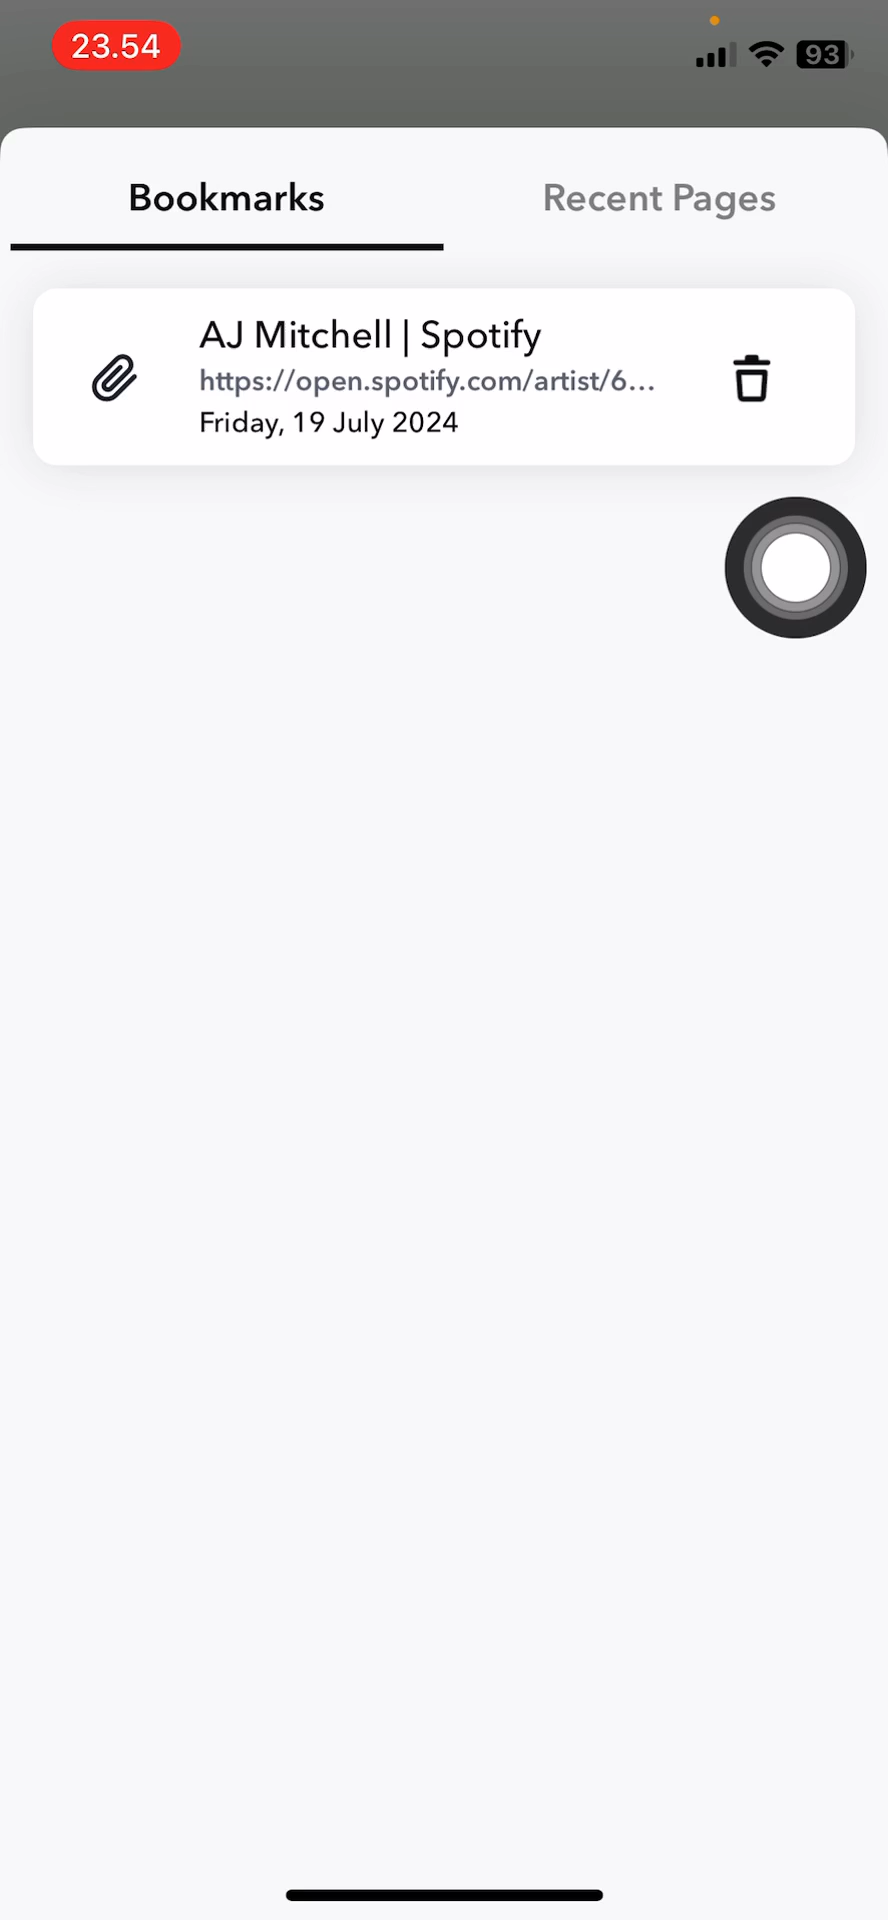 23.54
93
Bookmarks
Recent Pages
AJ Mitchell | Spotify
https://open.spotify.com/artist/6...
Friday, 19 July 2024